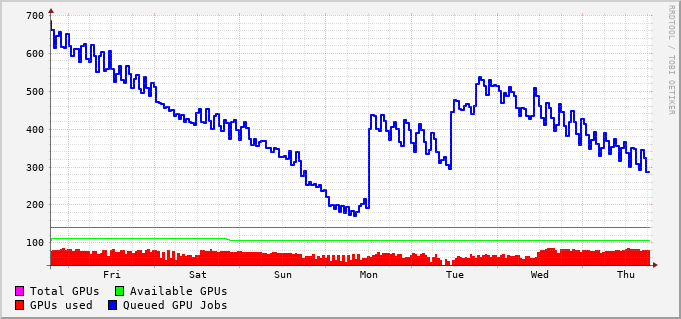 700
600
500
400
300
200
100
Fri Sat Sun Mon Tue Wed Thu
Total GPUs Available GPUs
GPUs used Queued GPU Jobs
RRDTOOL / TOBI OETIKER